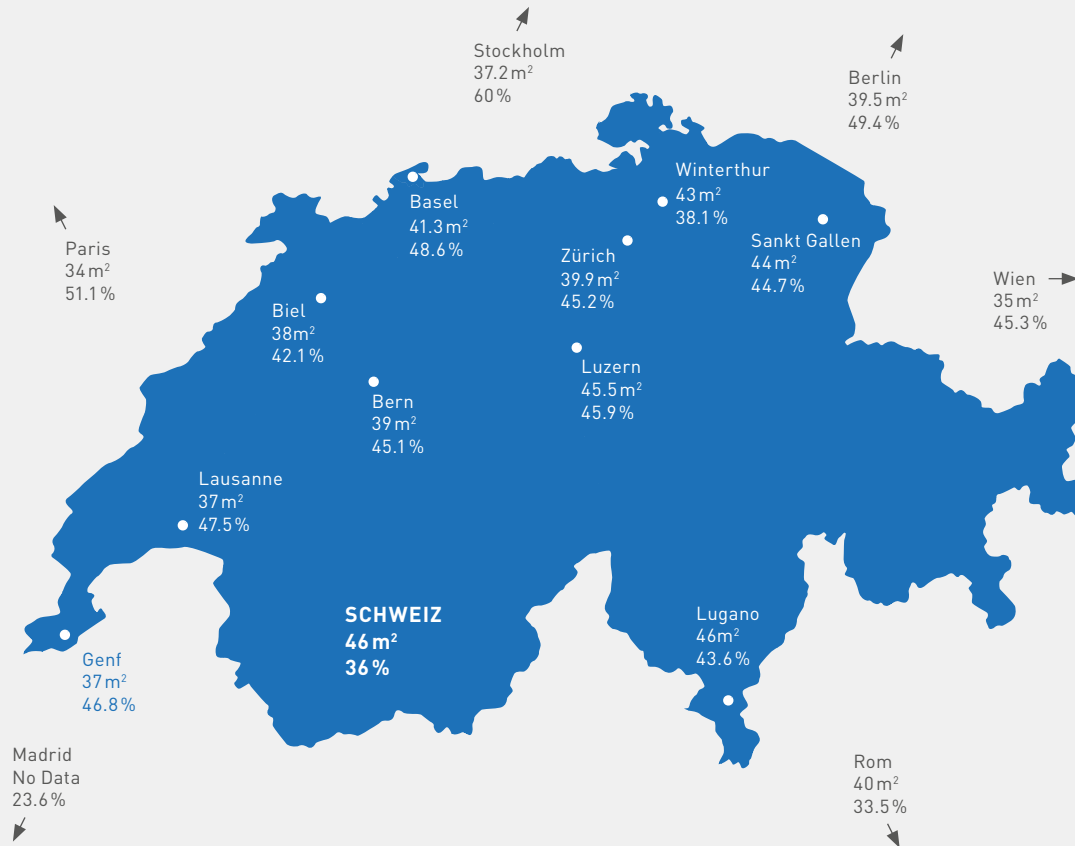 Stockholm
37.2 m²
60 %
Berlin
39.5 m²
49.4 %
Winterthur
43 m²
38.1 %
Basel
41.3 m²
48.6 %
Sankt Gallen
44 m²
44.7 %
Zürich
39.9 m²
45.2 %
Paris
34 m²
51.1 %
Wien
35 m²
45.3 %
Biel
38m²
42.1 %
Luzern
45.5 m²
45.9 %
Bern
39 m²
45.1 %
Lausanne
37 m²
47.5 %
SCHWEIZ
46 m²
36 %
Lugano
46m²
43.6 %
Genf
37 m²
46.8 %
Madrid
No Data
23.6 %
Rom
40 m²
33.5 %